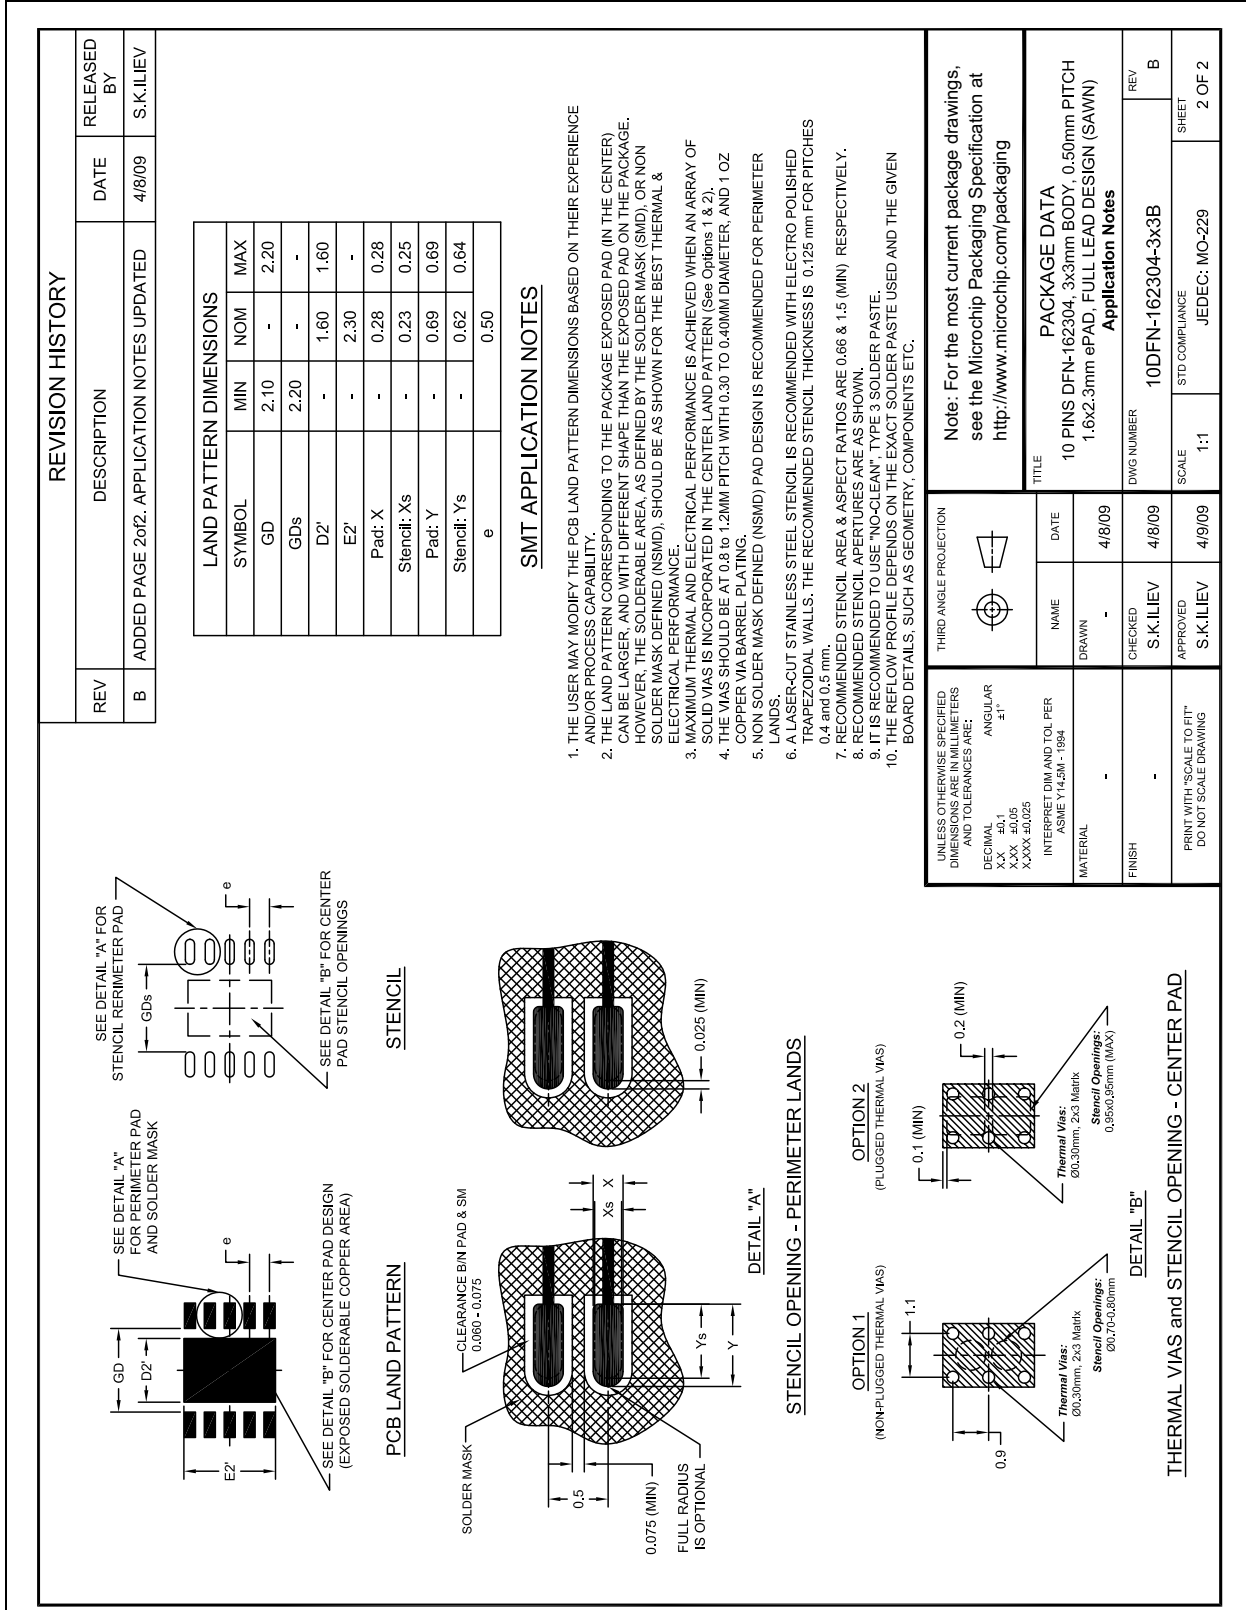 REVISION HISTORY
REV DESCRIPTION DATE RELEASED BY
B ADDED PAGE 2of2. APPLICATION NOTES UPDATED 4/8/09 S.K.ILIEV
LAND PATTERN DIMENSIONS
SYMBOL MIN NOM MAX
GD 2.10 - 2.20
GDs 2.20 - -
D2' - 1.60 1.60
E2' - 2.30 -
Pad: X - 0.28 0.28
Stencil: Xs - 0.23 0.25
Pad: Y - 0.69 0.69
Stencil: Ys - 0.62 0.64
e 0.50
SMT APPLICATION NOTES
1. THE USER MAY MODIFY THE PCB LAND PATTERN DIMENSIONS BASED ON THEIR EXPERIENCE
AND/OR PROCESS CAPABILITY.
2. THE LAND PATTERN CORRESPONDING TO THE PACKAGE EXPOSED PAD (IN THE CENTER)
CAN BE LARGER, AND WITH DIFFERENT SHAPE THAN THE EXPOSED PAD ON THE PACKAGE.
HOWEVER, THE SOLDERABLE AREA, AS DEFINED BY THE SOLDER MASK (SMD), OR NON
SOLDER MASK DEFINED (NSMD), SHOULD BE AS SHOWN FOR THE BEST THERMAL &
ELECTRICAL PERFORMANCE.
3. MAXIMUM THERMAL AND ELECTRICAL PERFORMANCE IS ACHIEVED WHEN AN ARRAY OF
SOLID VIAS IS INCORPORATED IN THE CENTER LAND PATTERN (See Options 1 & 2).
4. THE VIAS SHOULD BE AT 0.8 to 1.2MM PITCH WITH 0.30 TO 0.40MM DIAMETER, AND 1 OZ
COPPER VIA BARREL PLATING.
5. NON SOLDER MASK DEFINED (NSMD) PAD DESIGN IS RECOMMENDED FOR PERIMETER
LANDS.
6. A LASER-CUT STAINLESS STEEL STENCIL IS RECOMMENDED WITH ELECTRO POLISHED
TRAPEZOIDAL WALLS. THE RECOMMENDED STENCIL THICKNESS IS 0.125 mm FOR PITCHES
0.4 and 0.5 mm.
7. RECOMMENDED STENCIL AREA & ASPECT RATIOS ARE 0.66 & 1.5 (MIN) RESPECTIVELY.
8. RECOMMENDED STENCIL APERTURES ARE AS SHOWN.
9. IT IS RECOMMENDED TO USE "NO-CLEAN", TYPE 3 SOLDER PASTE.
10. THE REFLOW PROFILE DEPENDS ON THE EXACT SOLDER PASTE USED AND THE GIVEN
BOARD DETAILS, SUCH AS GEOMETRY, COMPONENTS ETC.
SEE DETAIL "A"
FOR PERIMETER PAD
AND SOLDER MASK
GD
D2'
E2'
e
SEE DETAIL "B" FOR CENTER PAD DESIGN
(EXPOSED SOLDERABLE COPPER AREA)
PCB LAND PATTERN
SEE DETAIL "A" FOR
STENCIL RERIMETER PAD
GDs
e
SEE DETAIL "B" FOR CENTER
PAD STENCIL OPENINGS
STENCIL
SOLDER MASK
CLEARANCE B/N PAD & SM
0.060 - 0.075
0.5
0.075 (MIN)
FULL RADIUS
IS OPTIONAL
Ys
Y
Xs
X
0.025 (MIN)
DETAIL "A"
STENCIL OPENING - PERIMETER LANDS
OPTION 1
(NON-PLUGGED THERMAL VIAS)
1.1
0.9
Thermal Vias:
Ø0.30mm, 2x3 Matrix
Stencil Openings:
Ø0.70-0.80mm
OPTION 2
(PLUGGED THERMAL VIAS)
0.1 (MIN)
0.2 (MIN)
Thermal Vias:
Ø0.30mm, 2x3 Matrix
Stencil Openings:
0.95x0.95mm (MAX)
DETAIL "B"
THERMAL VIAS and STENCIL OPENING - CENTER PAD
UNLESS OTHERWISE SPECIFIED
DIMENSIONS ARE IN MILLIMETERS
AND TOLERANCES ARE:
DECIMAL ANGULAR
X.X ±0.1 ±1°
X.XX ±0.05
X.XXX ±0.025
INTERPRET DIM AND TOL PER
ASME Y14.5M - 1994
MATERIAL
-
FINISH
-
PRINT WITH "SCALE TO FIT"
DO NOT SCALE DRAWING
THIRD ANGLE PROJECTION
NAME DATE
DRAWN
- 4/8/09
CHECKED
S.K.ILIEV 4/8/09
APPROVED
S.K.ILIEV 4/9/09
Note: For the most current package drawings,
see the Microchip Packaging Specification at
http://www.microchip.com/packaging
TITLE
PACKAGE DATA
10 PINS DFN-162304, 3x3mm BODY, 0.50mm PITCH
1.6x2.3mm ePAD, FULL LEAD DESIGN (SAWN)
Application Notes
DWG NUMBER
10DFN-162304-3x3B
REV
B
SCALE
1:1
STD COMPLIANCE
JEDEC: MO-229
SHEET
2 OF 2